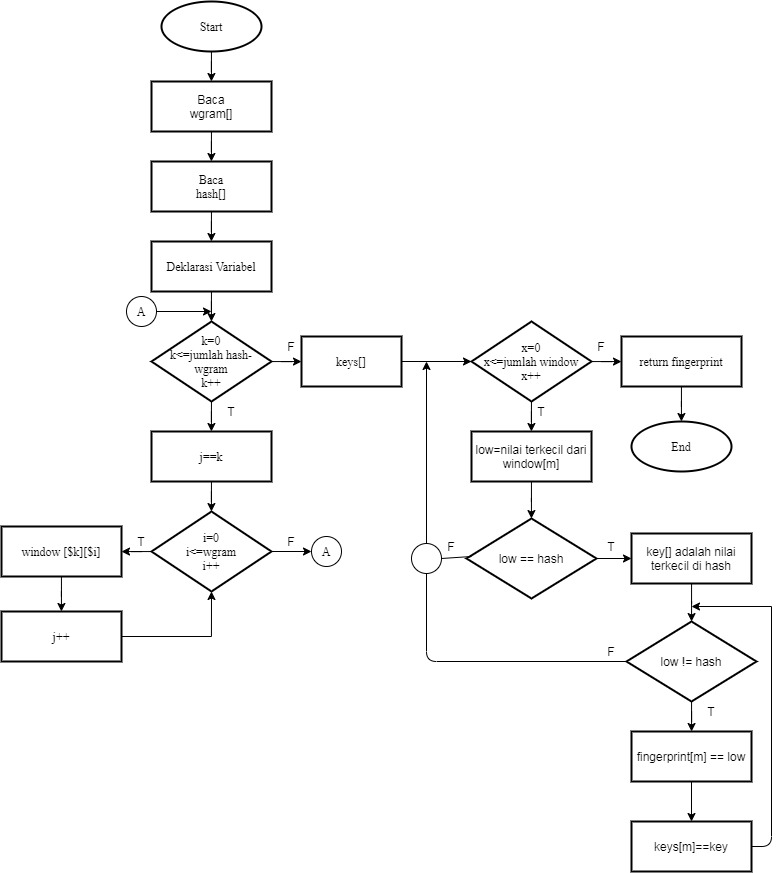 Start
Baca
wgram[]
Baca
hash[]
Deklarasi Variabel
A
k=0
k<=jumlah hash-
wgram
k++
F
T
keys[]
x=0
x<=jumlah window
x++
F
T
return fingerprint
End
j==k
i=0
i<=wgram
i++
T
F
A
window [$k][$i]
j++
low=nilai terkecil dari
window[m]
low == hash
F
T
key[] adalah nilai
terkecil di hash
low != hash
F
T
fingerprint[m] == low
keys[m]==key